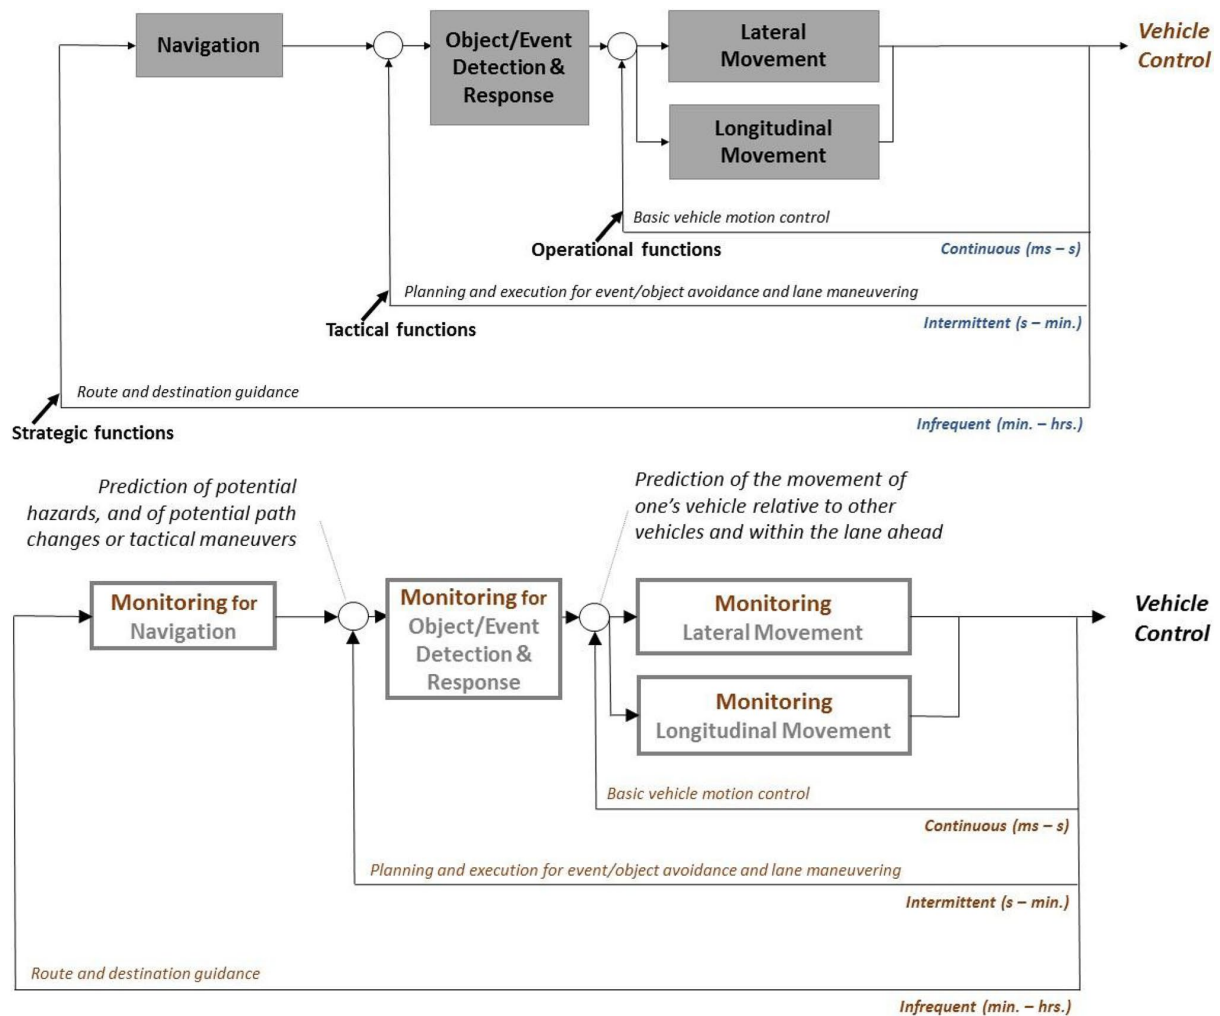 Navigation
Object/Event
Detection &
Response
Lateral
Movement
Vehicle
Control
Longitudinal
Movement
Basic vehicle motion control
Operational functions
Continuous (ms – s)
Planning and execution for event/object avoidance and lane maneuvering
Tactical functions
Intermittent (s – min.)
Route and destination guidance
Strategic functions
Infrequent (min. – hrs.)
Prediction of potential
hazards, and of potential path
changes or tactical maneuvers
Prediction of the movement of
one's vehicle relative to other
vehicles and within the lane ahead
Monitoring for
Navigation
Monitoring for
Object/Event
Detection &
Response
Monitoring
Lateral Movement
Vehicle
Control
Monitoring
Longitudinal Movement
Basic vehicle motion control
Continuous (ms – s)
Planning and execution for event/object avoidance and lane maneuvering
Intermittent (s – min.)
Route and destination guidance
Infrequent (min. – hrs.)